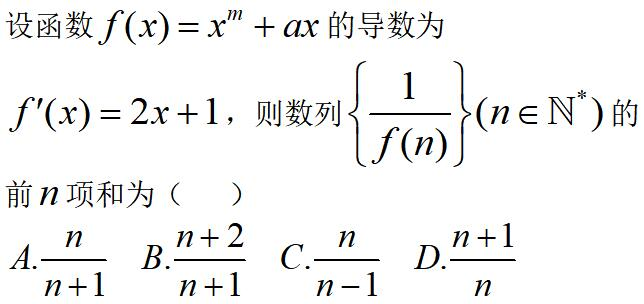 设函数 f(x) = x^m + ax 的导数为
f′(x) = 2x + 1，则数列 {1/f(n)} (n ∈ ℕ*) 的
前 n 项和为（ ）
A. n/(n+1) B. (n+2)/(n+1) C. n/(n−1) D. (n+1)/n